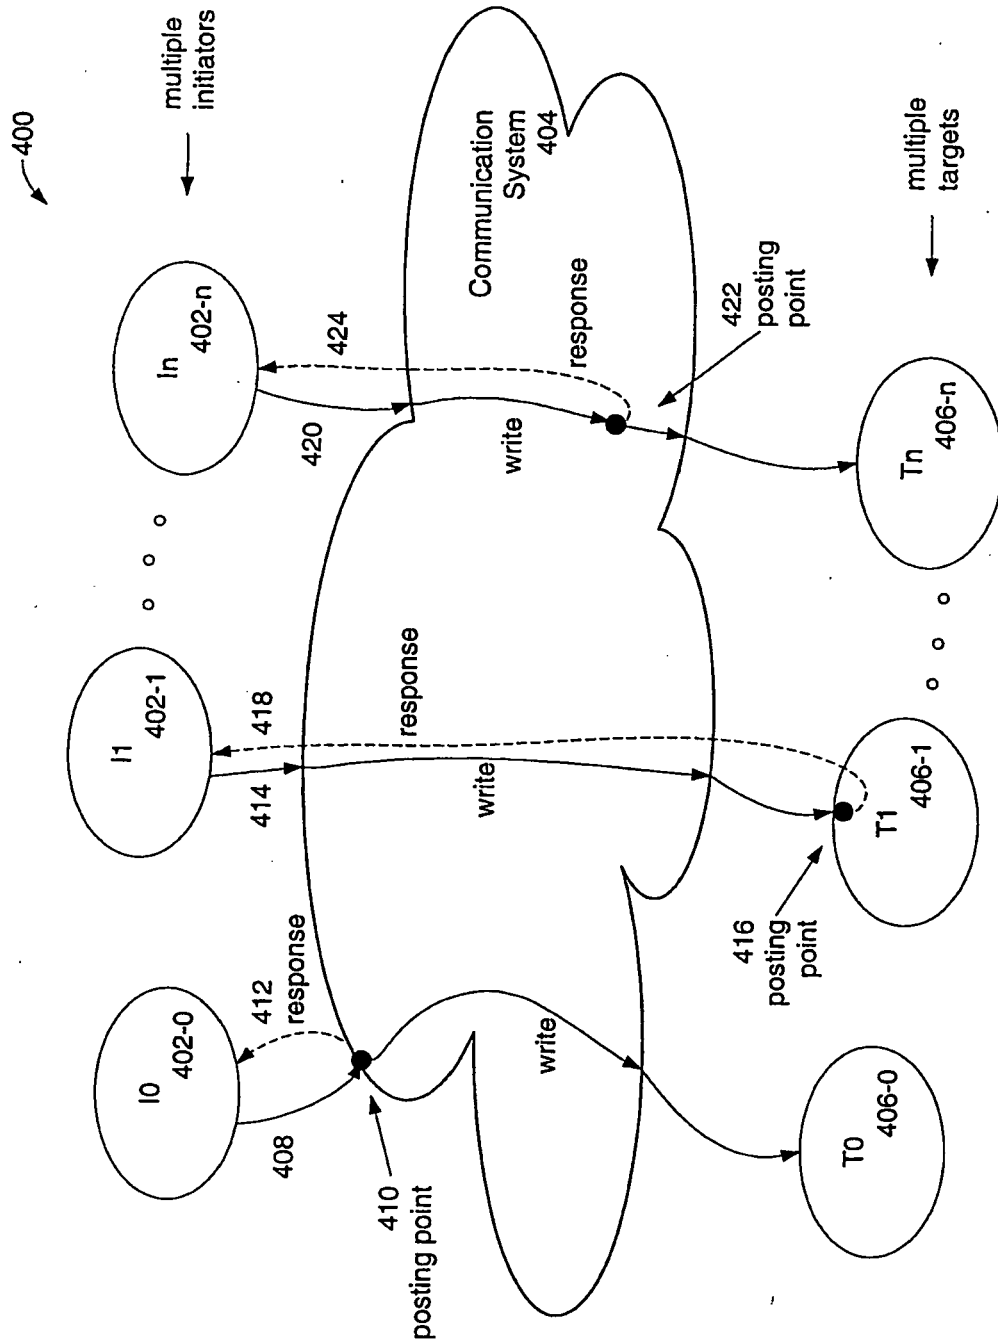 400
multiple
initiators
I0
402-0
I1
402-1
In
402-n
408
412
response
414
418
420
424
410
posting point
Communication
System
404
write
write
response
write
response
416
posting
point
422
posting
point
T0
406-0
T1
406-1
Tn
406-n
multiple
targets